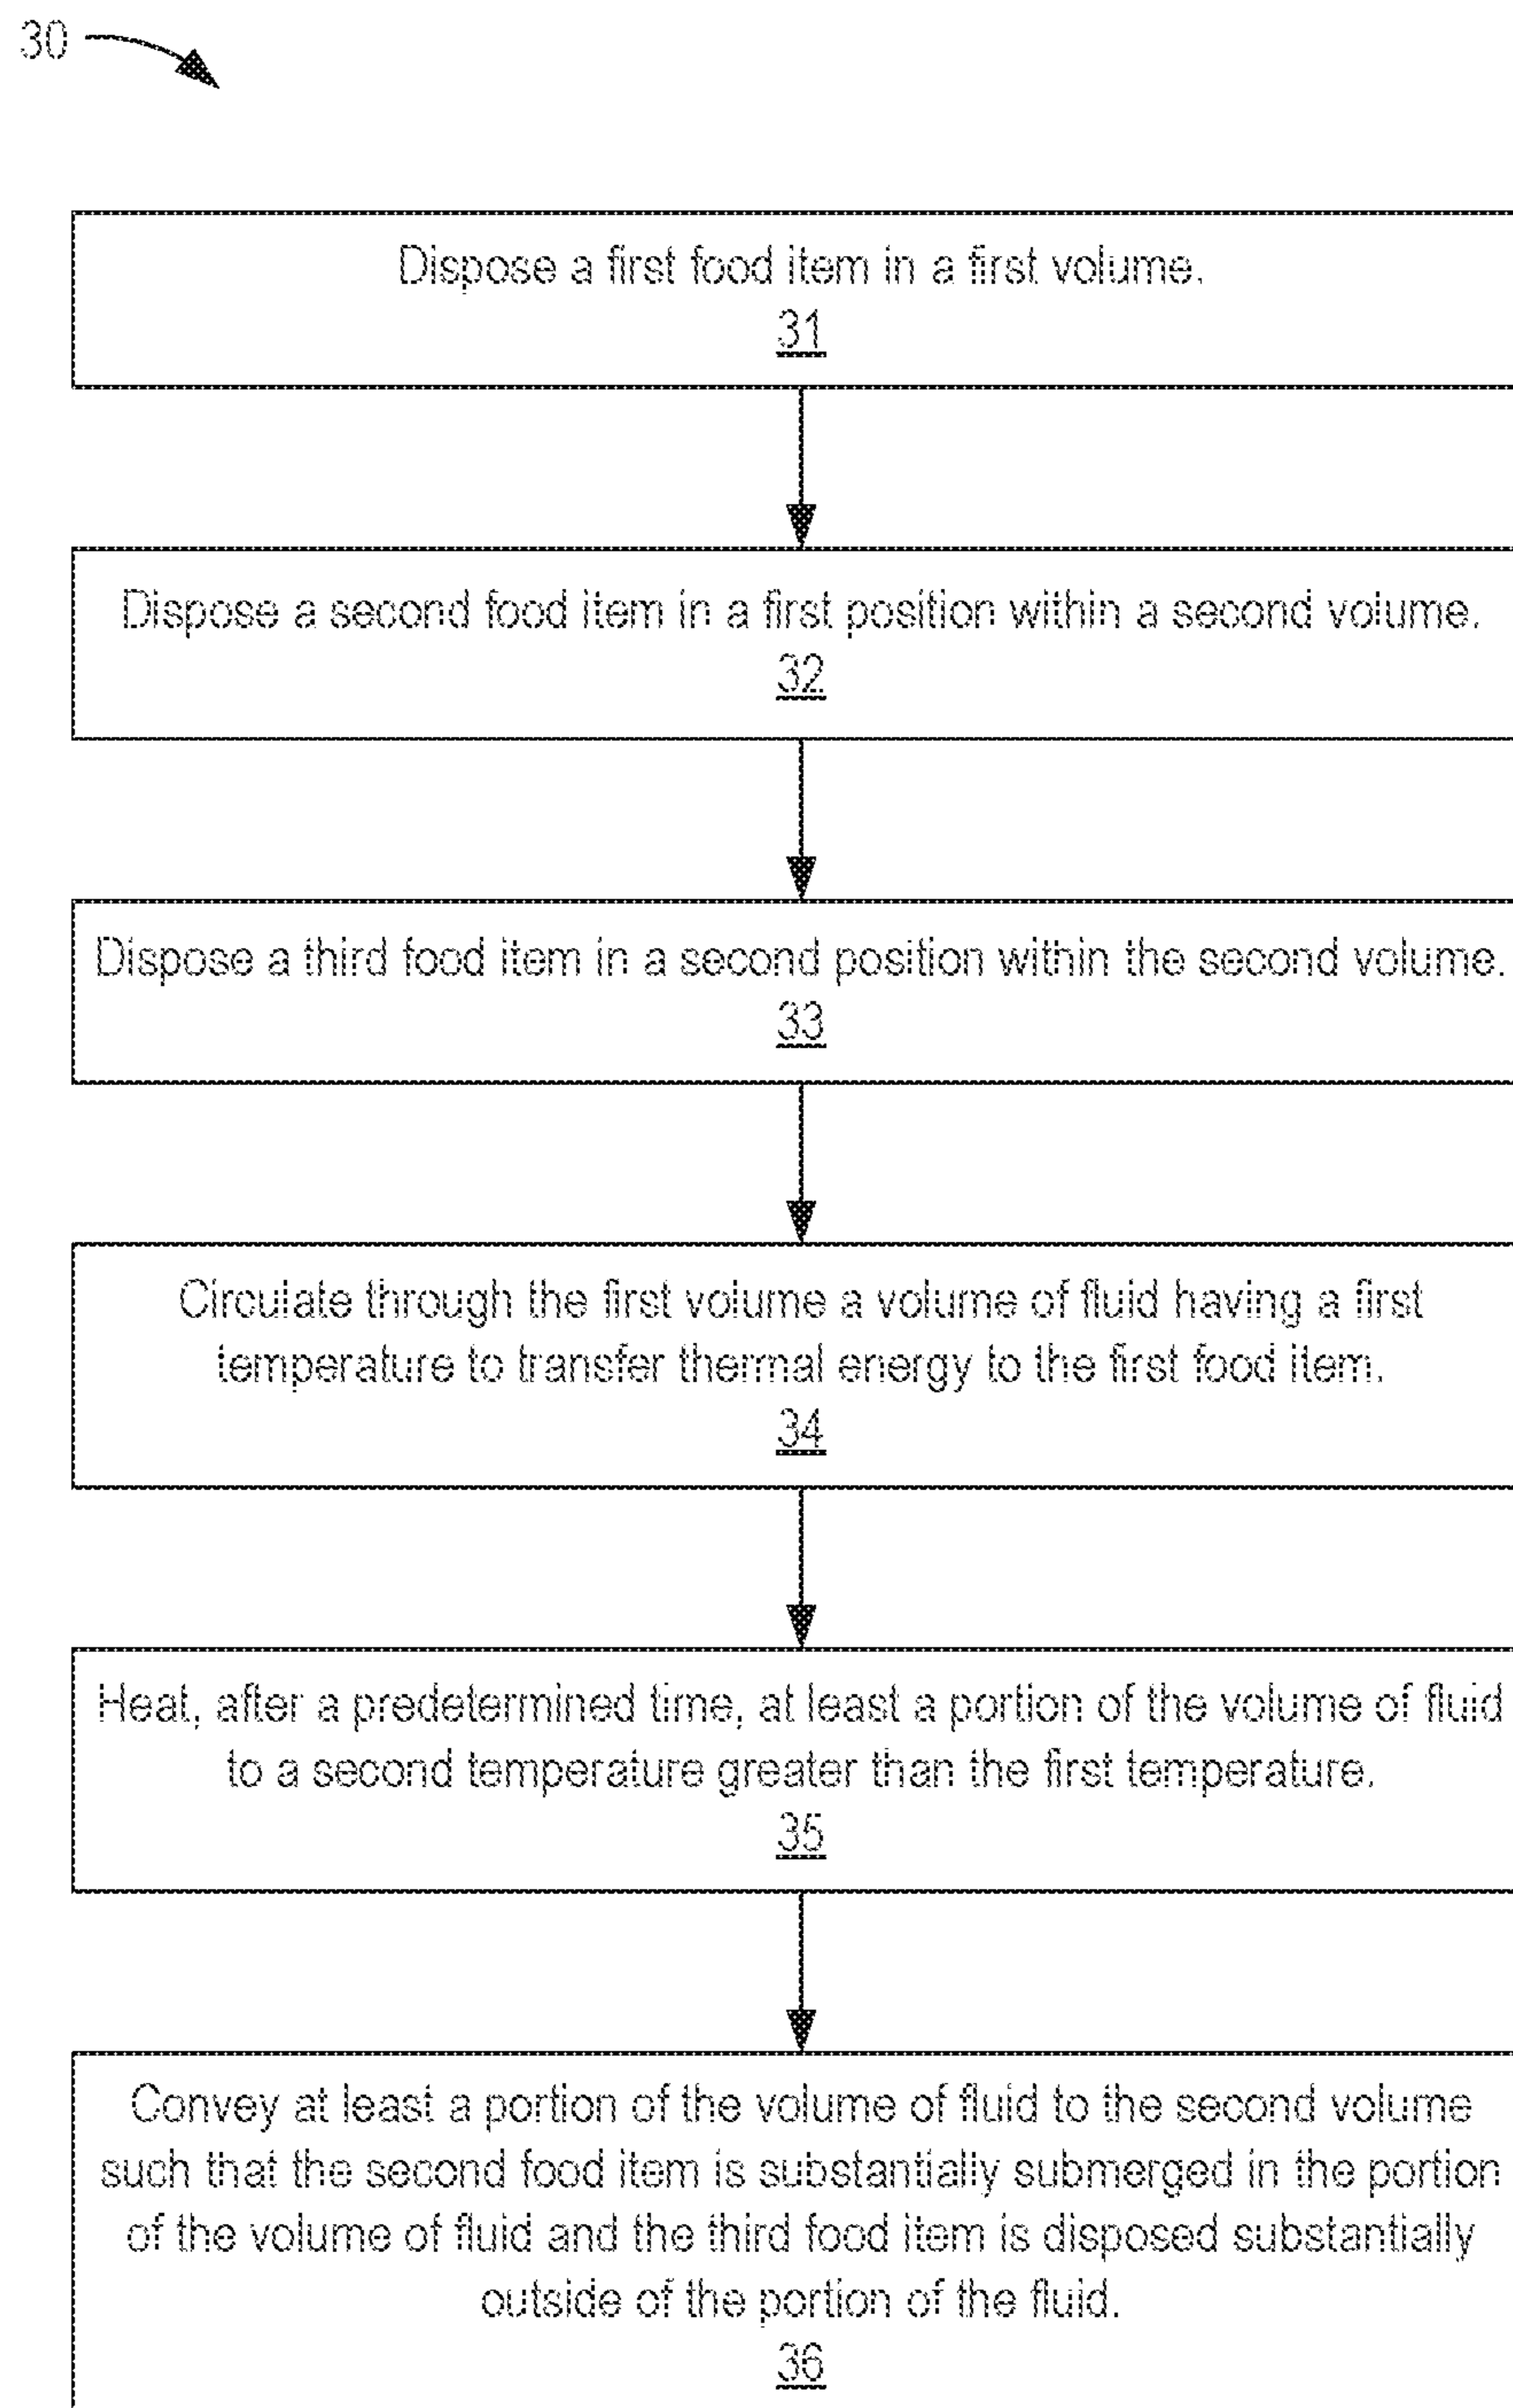 30
Dispose a first food item in a first volume.
31
Dispose a second food item in a first position within a second volume.
32
Dispose a third food item in a second position within the second volume.
33
Circulate through the first volume a volume of fluid having a first
temperature to transfer thermal energy to the first food item.
34
Heat, after a predetermined time, at least a portion of the volume of fluid
to a second temperature greater than the first temperature.
35
Convey at least a portion of the volume of fluid to the second volume
such that the second food item is substantially submerged in the portion
of the volume of fluid and the third food item is disposed substantially
outside of the portion of the fluid.
36